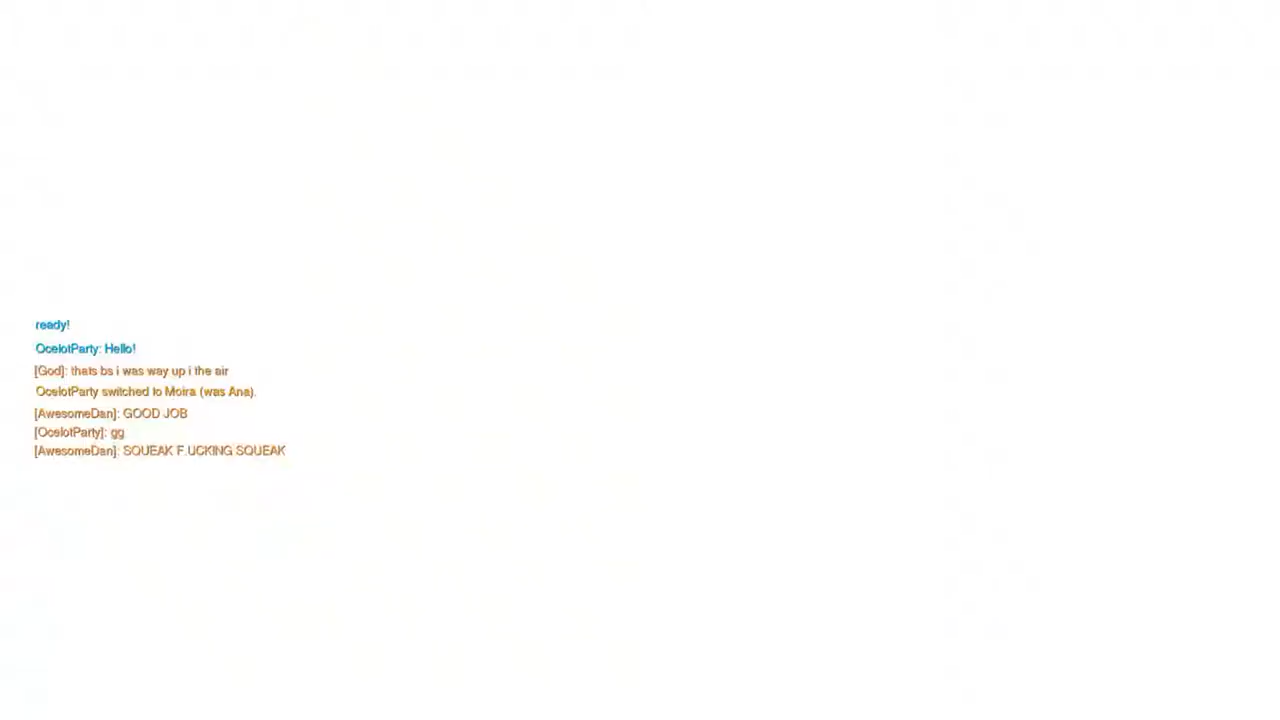 ready!
OcelotParty: Hello!
[God]: thats bs i was way up i the air
OcelotParty switched to Moira (was Ana).
[AwesomeDan]: GOOD JOB
[OcelotParty]: gg
[AwesomeDan]: SQUEAK F.UCKING SQUEAK